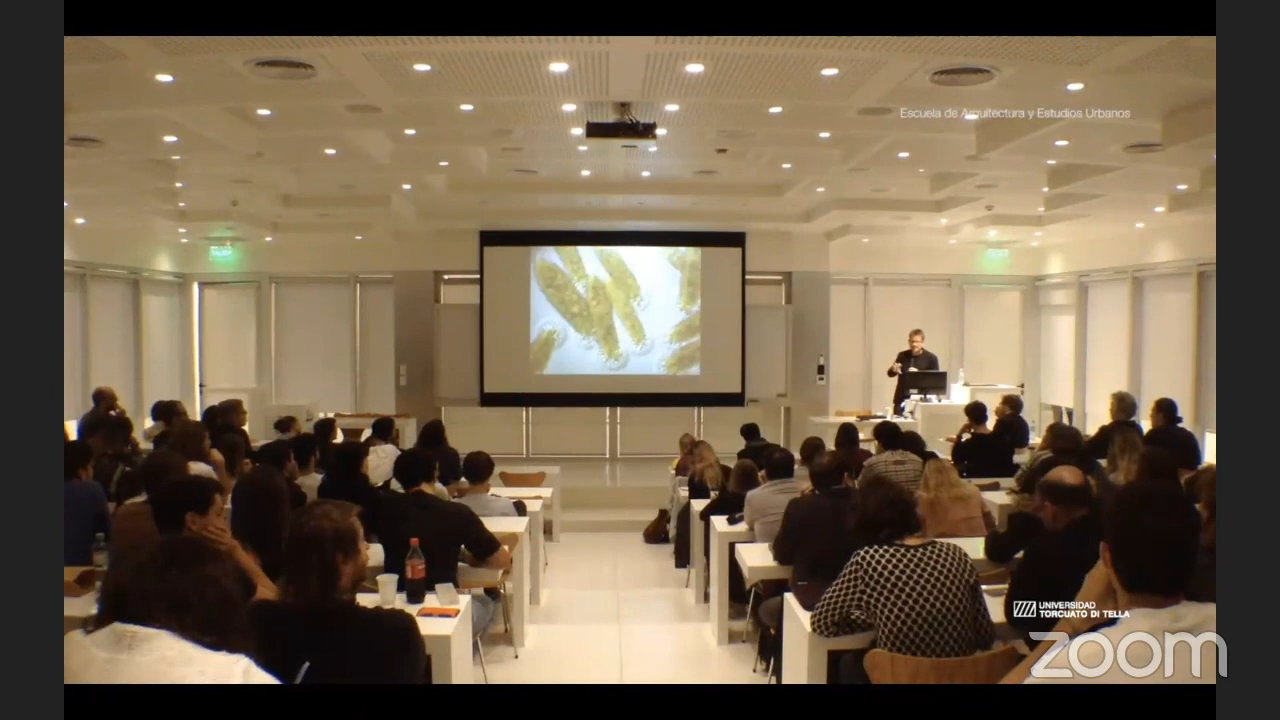 Escuela de Arquitectura y Estudios Urbanos
UNIVERSIDAD
TORCUATO DI TELLA
zoom